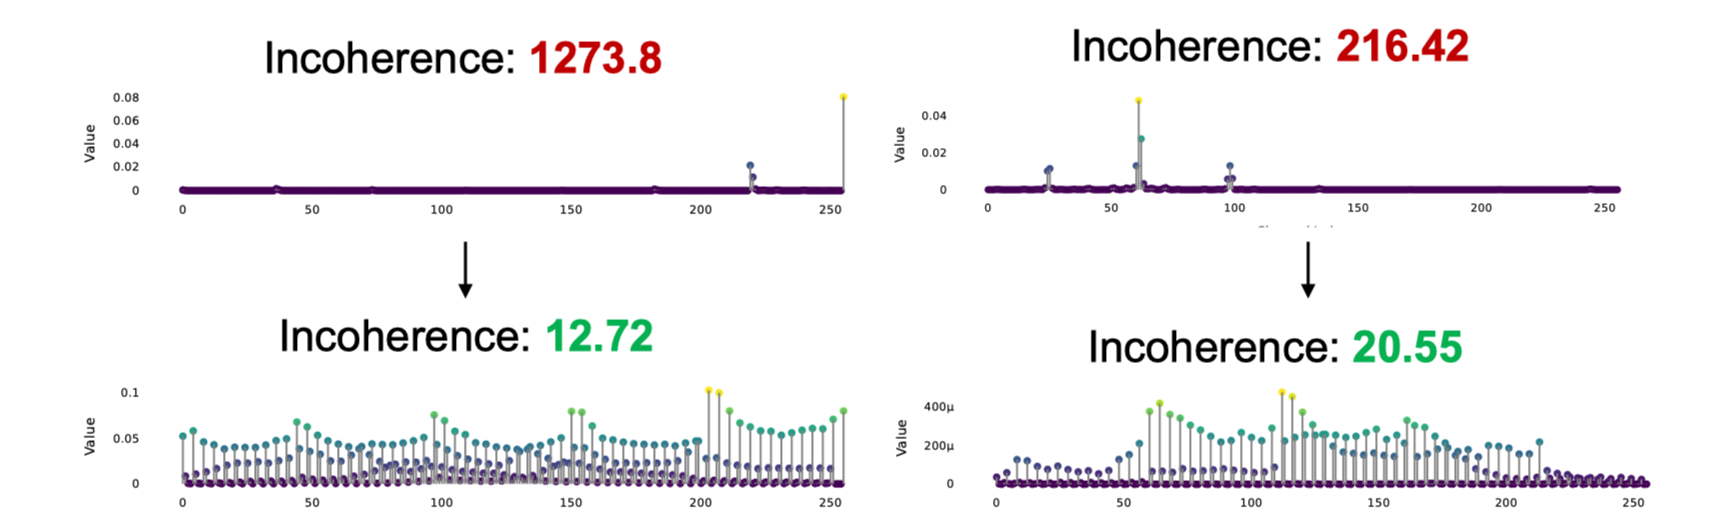 Incoherence: 1273.8
Value
0.08
0.06
0.04
0.02
0
0 50 100 150 200 250
Incoherence: 216.42
Value
0.04
0.02
0
0 50 100 150 200 250
Incoherence: 12.72
Value
0.1
0.05
0
0 50 100 150 200 250
Incoherence: 20.55
Value
400µ
200µ
0
0 50 100 150 200 250